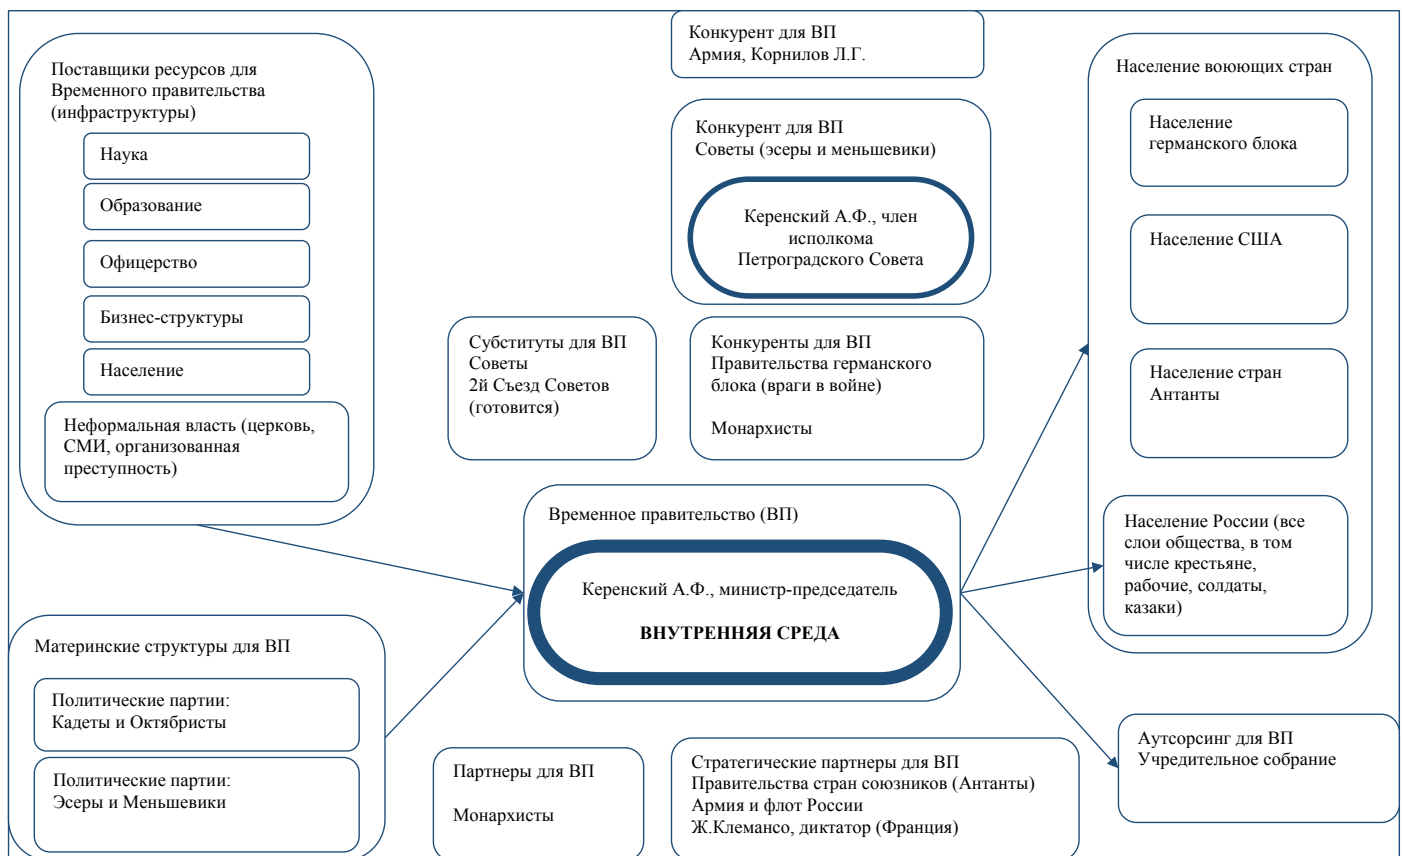 Поставщики ресурсов для
Временного правительства
(инфраструктуры)
Наука
Образование
Офицерство
Бизнес-структуры
Население
Неформальная власть (церковь,
СМИ, организованная
преступность)
Материнские структуры для ВП
Политические партии:
Кадеты и Октябристы
Политические партии:
Эсеры и Меньшевики
Конкурент для ВП
Армия, Корнилов Л.Г.
Конкурент для ВП
Советы (эсеры и меньшевики)
Керенский А.Ф., член
исполкома
Петроградского Совета
Субституты для ВП
Советы
2й Съезд Советов
(готовится)
Конкуренты для ВП
Правительства германского
блока (враги в войне)
Монархисты
Временное правительство (ВП)
Керенский А.Ф., министр-председатель
ВНУТРЕННЯЯ СРЕДА
Партнеры для ВП
Монархисты
Стратегические партнеры для ВП
Правительства стран союзников (Антанты)
Армия и флот России
Ж.Клемансо, диктатор (Франция)
Население воюющих стран
Население
германского блока
Население США
Население стран
Антанты
Население России (все
слои общества, в том
числе крестьяне,
рабочие, солдаты,
казаки)
Аутсорсинг для ВП
Учредительное собрание